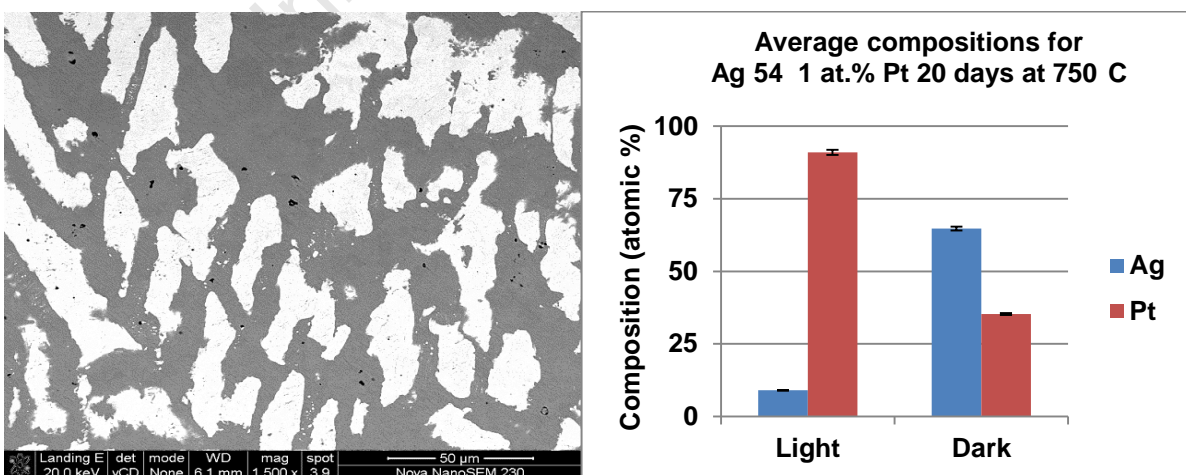 Landing E det mode WD mag spot
20.0 keV vCD None 6.1 mm 1 500 x 3.9
50 µm
Nova NanoSEM 230
Average compositions for
Ag 54 1 at.% Pt 20 days at 750 C
Composition (atomic %)
100
75
50
25
0
Light
Dark
Ag
Pt